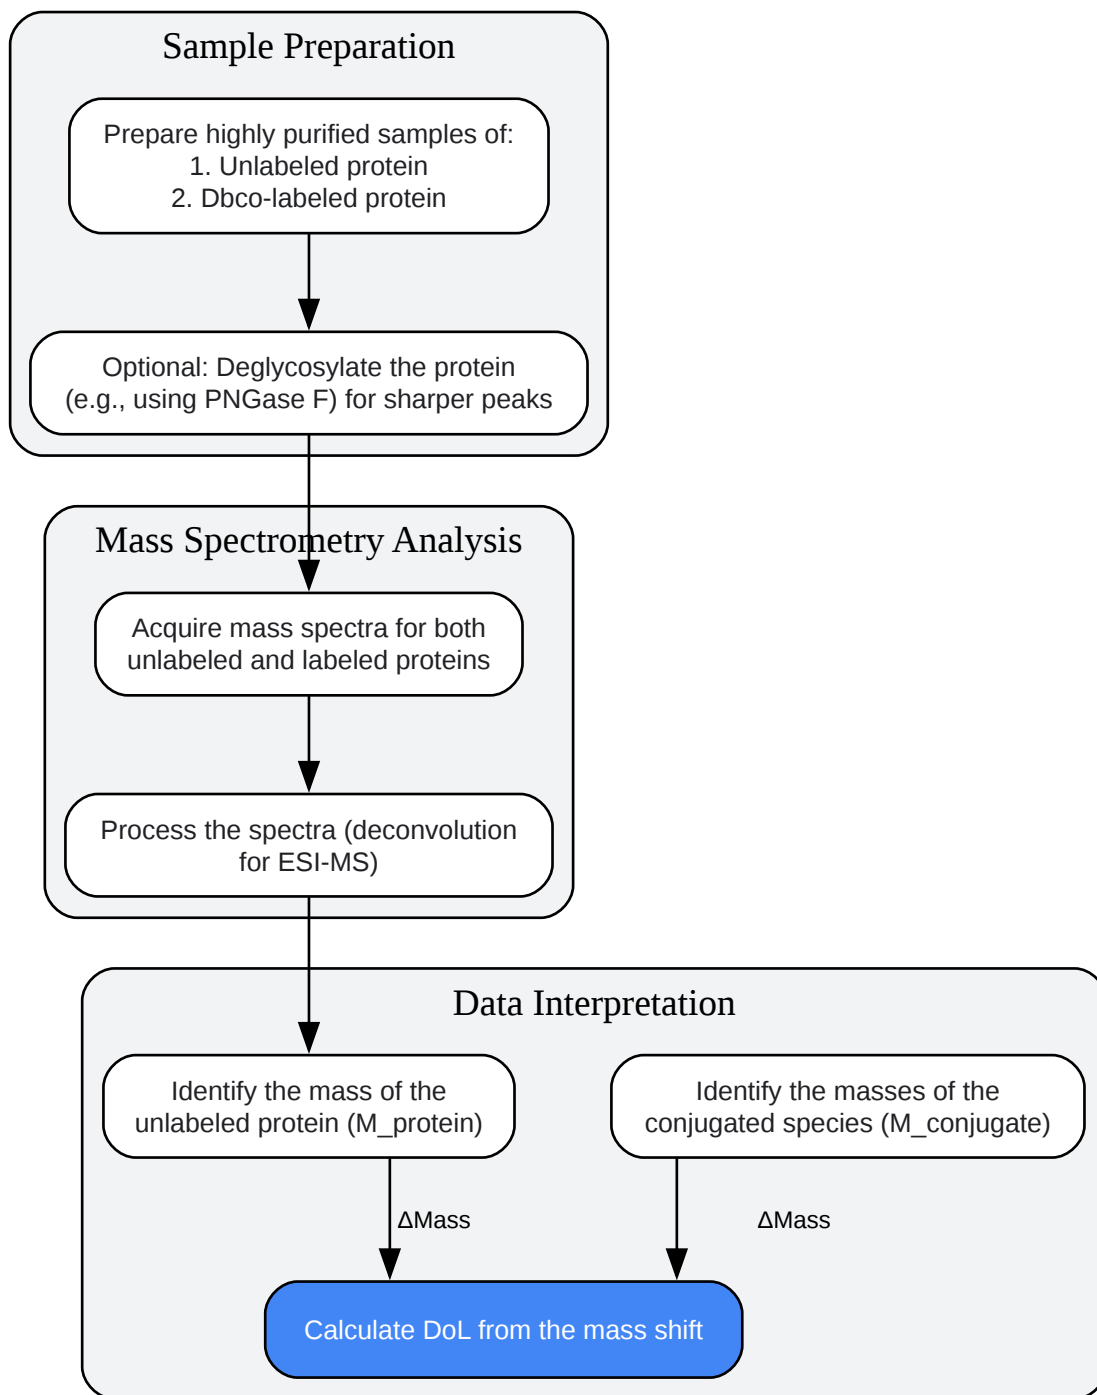 Sample Preparation
Prepare highly purified samples of:
1. Unlabeled protein
2. Dbco-labeled protein
Optional: Deglycosylate the protein
(e.g., using PNGase F) for sharper peaks
Mass Spectrometry Analysis
Acquire mass spectra for both
unlabeled and labeled proteins
Process the spectra (deconvolution
for ESI-MS)
Data Interpretation
Identify the mass of the
unlabeled protein (M_protein)
Identify the masses of the
conjugated species (M_conjugate)
ΔMass
ΔMass
Calculate DoL from the mass shift